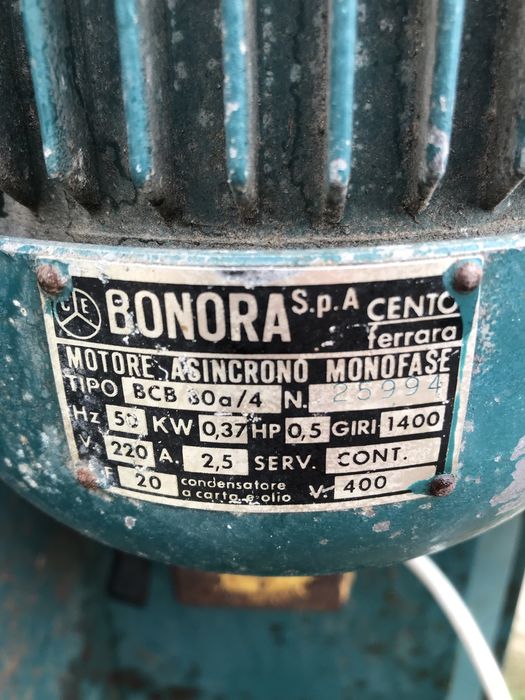 CE BONORA S.p.A CENTO
ferrara
MOTORE ASINCRONO MONOFASE
TIPO BCB 80a/4 N. 25994
Hz 50 KW 0,37 HP 0,5 GIRI 1400
V. 220 A. 2,5 SERV. CONT.
F 20 condensatore a carta e olio V- 400